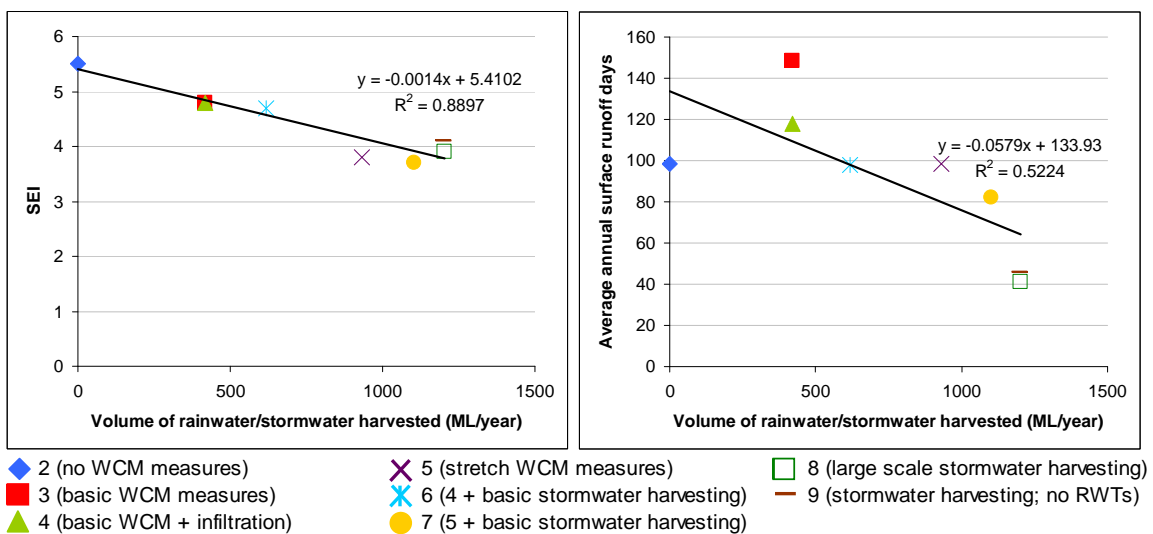 6
5
4
3
2
1
0
SEI
y = -0.0014x + 5.4102
R² = 0.8897
0 500 1000 1500
Volume of rainwater/stormwater harvested (ML/year)
160
140
120
100
80
60
40
20
0
Average annual surface runoff days
y = -0.0579x + 133.93
R² = 0.5224
0 500 1000 1500
Volume of rainwater/stormwater harvested (ML/year)
2 (no WCM measures)
3 (basic WCM measures)
4 (basic WCM + infiltration)
5 (stretch WCM measures)
6 (4 + basic stormwater harvesting)
7 (5 + basic stormwater harvesting)
8 (large scale stormwater harvesting)
9 (stormwater harvesting; no RWTs)